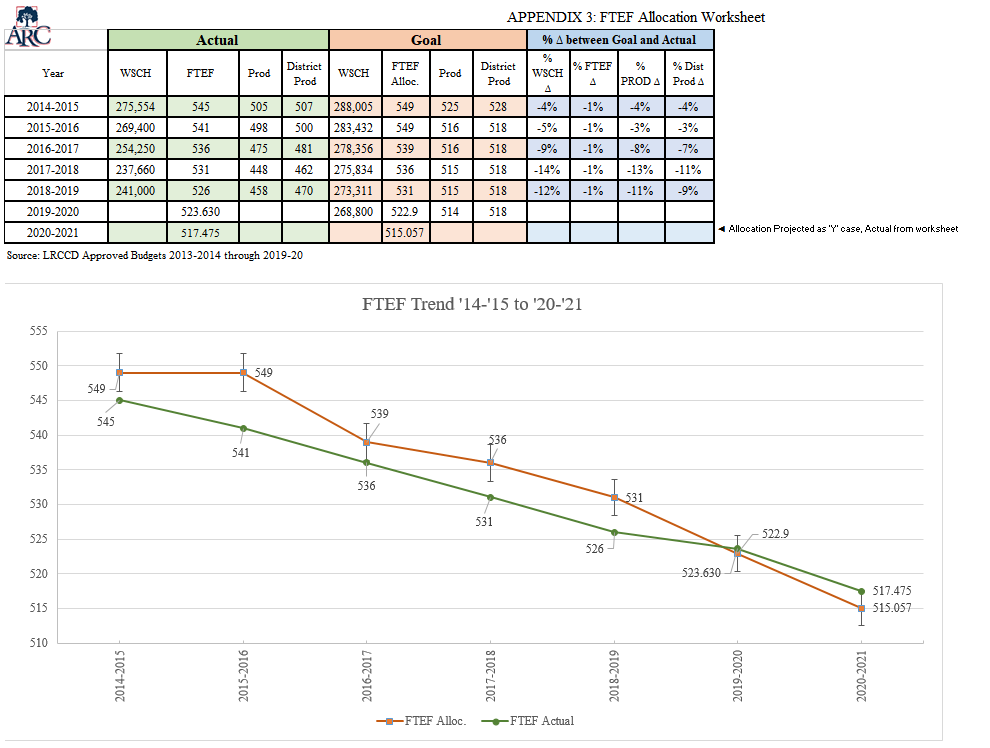 ARC
APPENDIX 3: FTEF Allocation Worksheet
Actual Goal % Δ between Goal and Actual
Year WSCH FTEF Prod District Prod WSCH FTEF Alloc. Prod District Prod % WSCH Δ % FTEF Δ % PROD Δ % Dist Prod Δ
2014-2015 275,554 545 505 507 288,005 549 525 528 -4% -1% -4% -4%
2015-2016 269,400 541 498 500 283,432 549 516 518 -5% -1% -3% -3%
2016-2017 254,250 536 475 481 278,356 539 516 518 -9% -1% -8% -7%
2017-2018 237,660 531 448 462 275,834 536 515 518 -14% -1% -13% -11%
2018-2019 241,000 526 458 470 273,311 531 515 518 -12% -1% -11% -9%
2019-2020 523.630 268,800 522.9 514 518
2020-2021 517.475 515.057 ◄ Allocation Projected as 'Y' case, Actual from worksheet
Source: LRCCD Approved Budgets 2013-2014 through 2019-20
FTEF Trend '14-'15 to '20-'21
555
550
549 549
545
545
541
540
539
536
535
536
531
530
531
526
525
522.9
523.630
520
517.475
515
515.057
510
2014-2015 2015-2016 2016-2017 2017-2018 2018-2019 2019-2020 2020-2021
FTEF Alloc. FTEF Actual